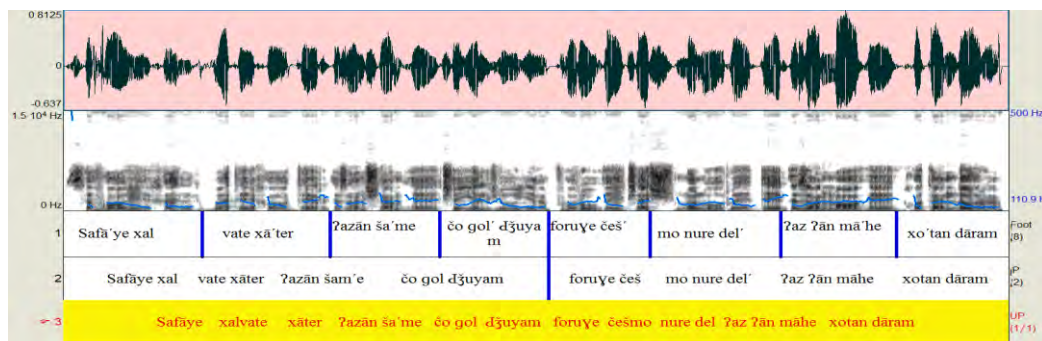 0.8125
0
-0.637
1.5·10⁴ Hz
500 Hz
0 Hz
110.9 H
1 Safā´ye xal vate xā´ter ʔazān ša´me čo gol´ dǯuyam foruɣe češ´ mo nure del´ ʔaz ʔān mā´he xo´tan dāram Foot (8)
2 Safāye xal vate xāter ʔazān šam´e čo gol dǯuyam foruɣe češ mo nure del´ ʔaz ʔān māhe xotan dāram (2)
3 Safāye xalvate xāter ʔazān ša´me čo gol dǯuyam foruɣe češmo nure del ʔaz ʔān māhe xotan dāram UP (1/1)